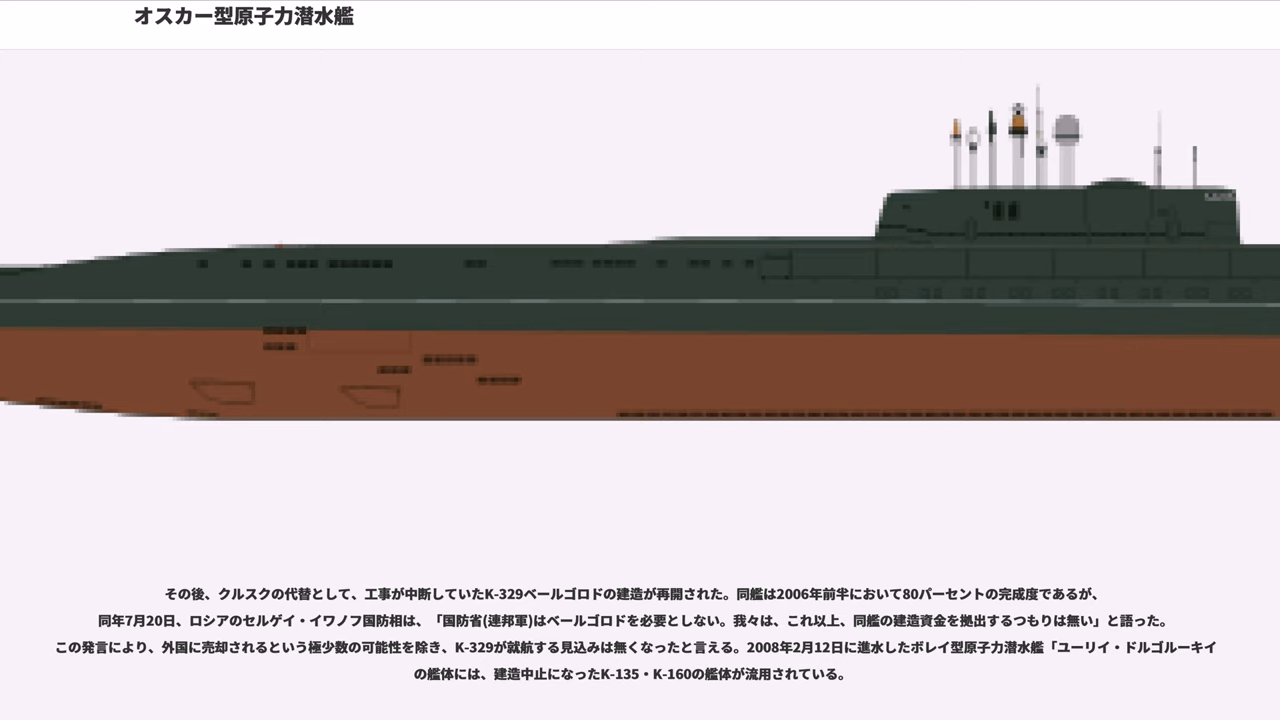 オスカー型原子力潜水艦
その後、クルスクの代替として、工事が中断していたK-329ベールゴロドの建造が再開された。同艦は2006年前半において80パーセントの完成度であるが、
同年7月20日、ロシアのセルゲイ・イワノフ国防相は、「国防省(連邦軍)はベールゴロドを必要としない。我々は、これ以上、同艦の建造資金を拠出するつもりは無い」と語った。
この発言により、外国に売却されるという極少数の可能性を除き、K-329が就航する見込みは無くなったと言える。2008年2月12日に進水したボレイ型原子力潜水艦「ユーリイ・ドルゴルーキイ
の艦体には、建造中止になったK-135・K-160の艦体が流用されている。